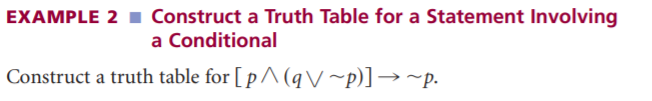 EXAMPLE 2 ■ Construct a Truth Table for a Statement Involving
a Conditional
Construct a truth table for [p ∧ (q ∨ ~p)] → ~p.